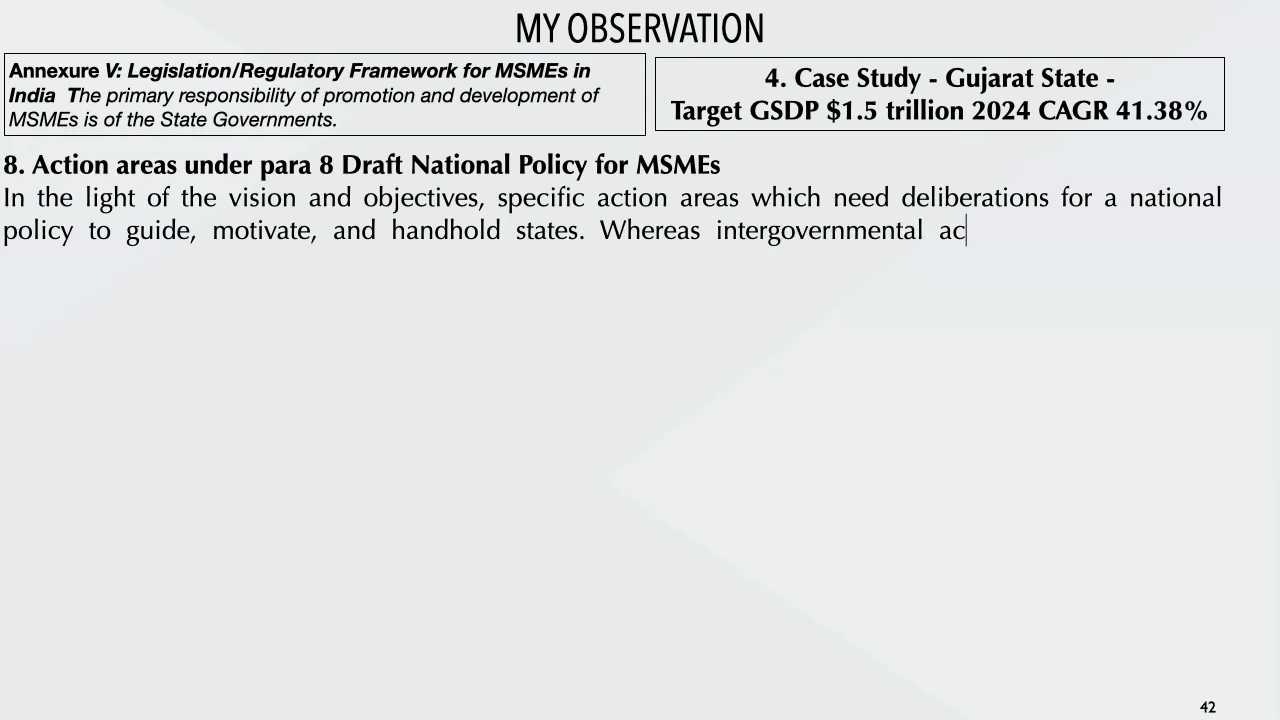 MY OBSERVATION
Annexure V: Legislation/Regulatory Framework for MSMEs in
India The primary responsibility of promotion and development of
MSMEs is of the State Governments.
4. Case Study - Gujarat State -
Target GSDP $1.5 trillion 2024 CAGR 41.38%
8. Action areas under para 8 Draft National Policy for MSMEs
In the light of the vision and objectives, specific action areas which need deliberations for a national
policy to guide, motivate, and handhold states. Whereas intergovernmental ac
42